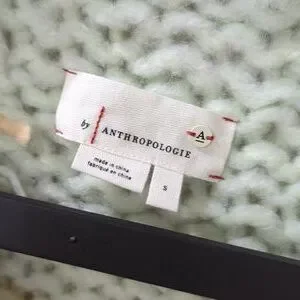 by ANTHROPOLOGIE A
made in china
fabriqué en chine
S